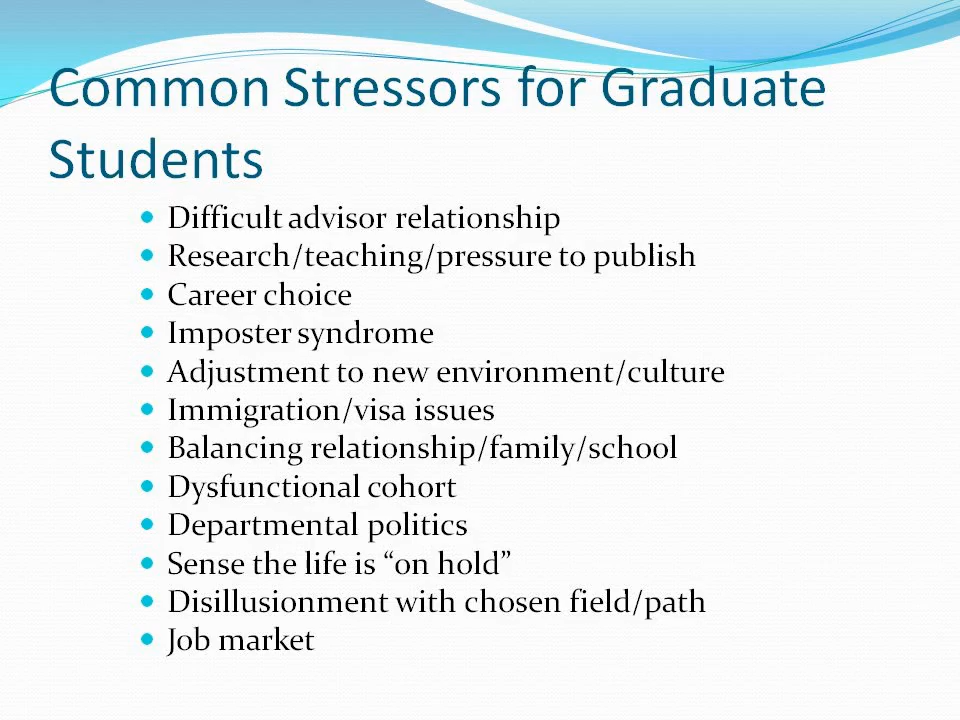 Common Stressors for Graduate
Students
Difficult advisor relationship
Research/teaching/pressure to publish
Career choice
Imposter syndrome
Adjustment to new environment/culture
Immigration/visa issues
Balancing relationship/family/school
Dysfunctional cohort
Departmental politics
Sense the life is “on hold”
Disillusionment with chosen field/path
Job market